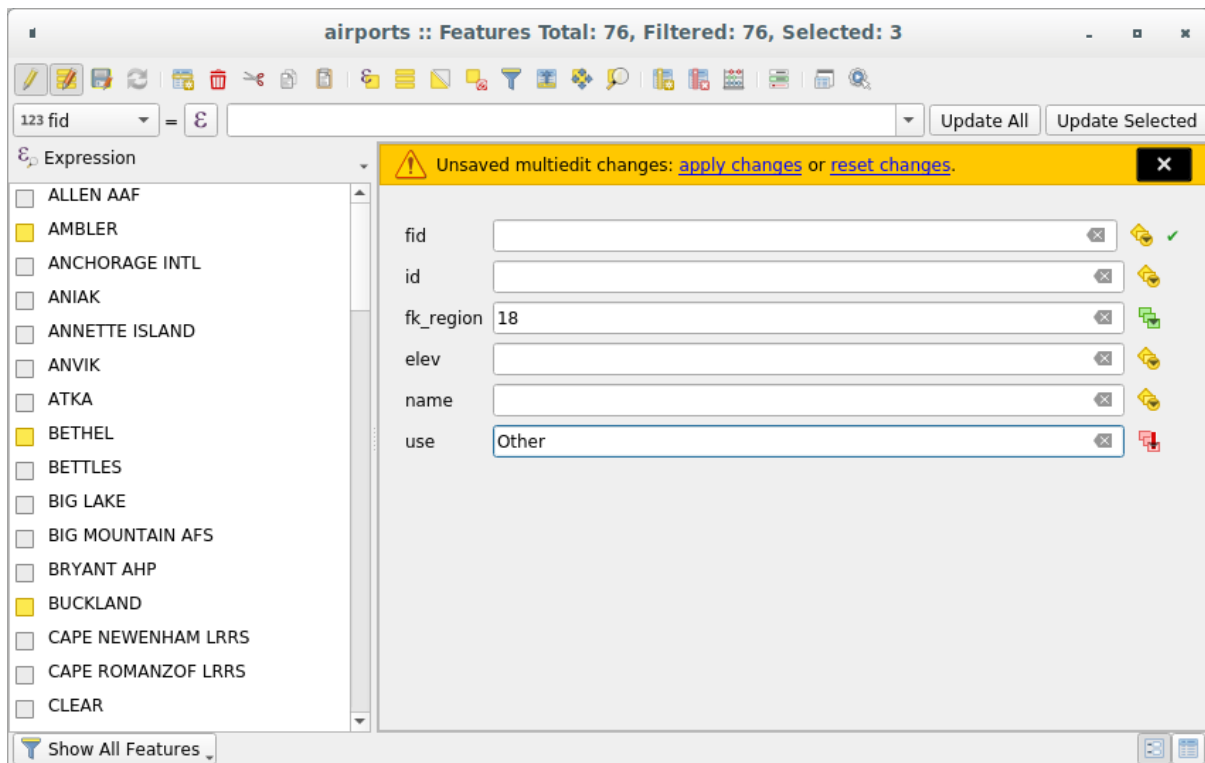 airports :: Features Total: 76, Filtered: 76, Selected: 3
123 fid = ε Update All Update Selected
ε Expression
Unsaved multiedit changes: apply changes or reset changes.
ALLEN AAF
AMBLER
ANCHORAGE INTL
ANIAK
ANNETTE ISLAND
ANVIK
ATKA
BETHEL
BETTLES
BIG LAKE
BIG MOUNTAIN AFS
BRYANT AHP
BUCKLAND
CAPE NEWENHAM LRRS
CAPE ROMANZOF LRRS
CLEAR
fid
id
fk_region 18
elev
name
use Other
Show All Features